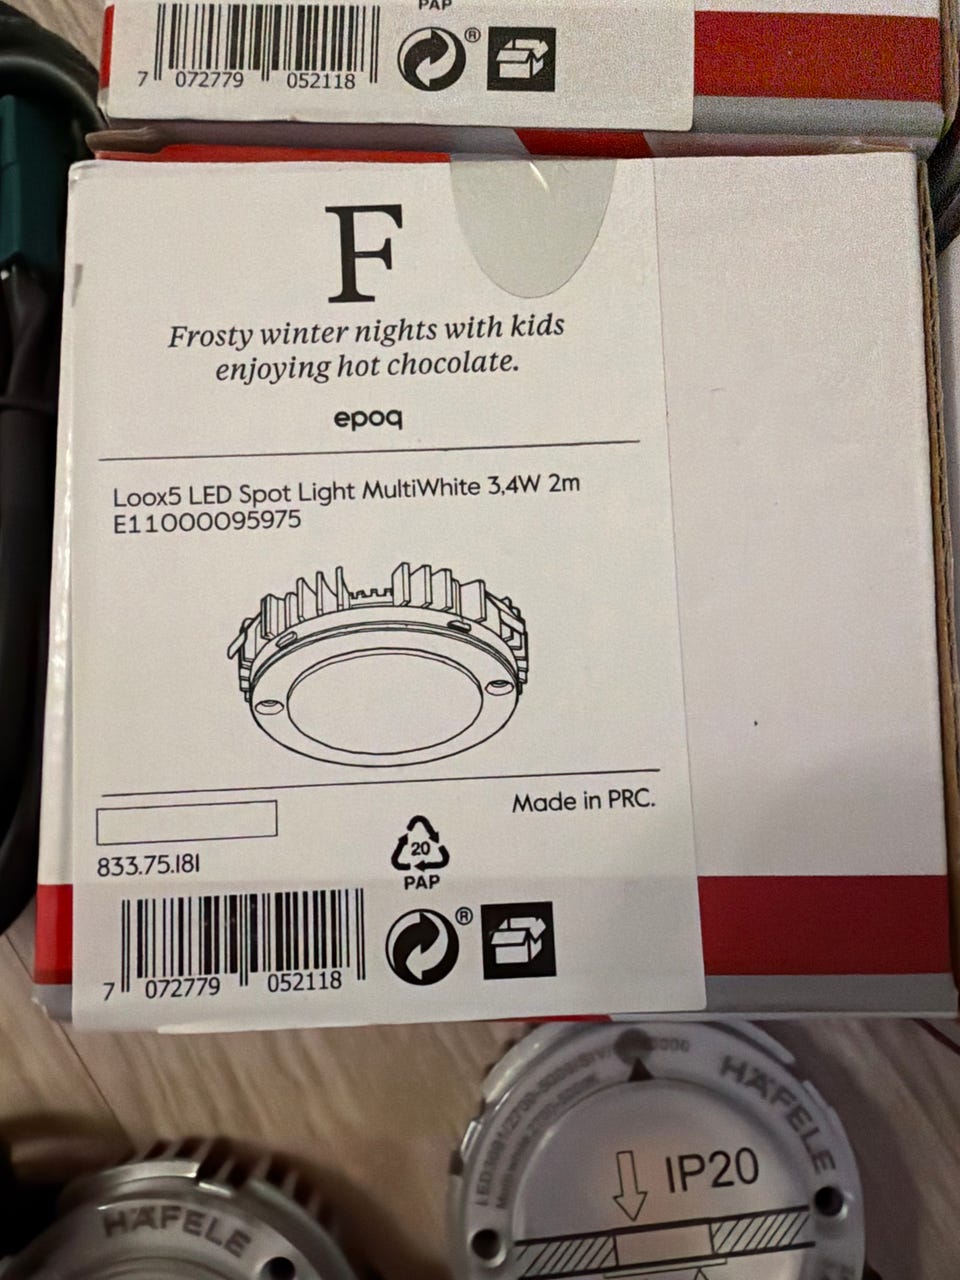 PAP
7 072779 052118
®
F
Frosty winter nights with kids
enjoying hot chocolate.
epoq
Loox5 LED Spot Light MultiWhite 3,4W 2m
E11000095975
Made in PRC.
833.75.181
20
PAP
®
7 072779 052118
HÄFELE
IP20
HÄFELE